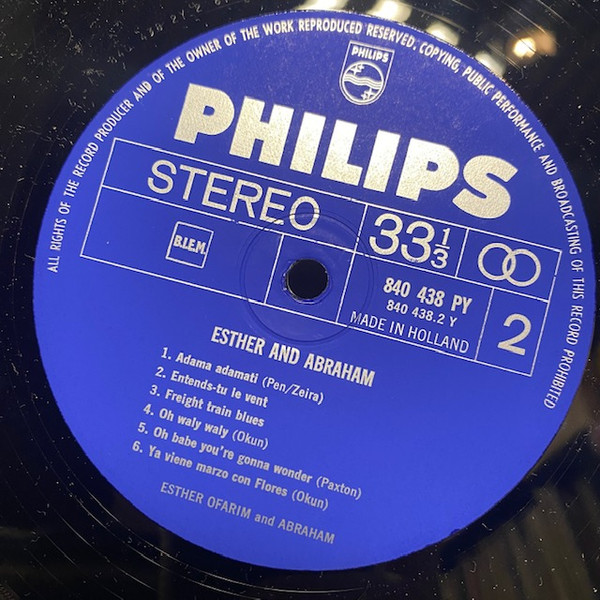 ALL RIGHTS OF THE RECORD PRODUCER AND OF THE OWNER OF THE WORK REPRODUCED RESERVED. COPYING, PUBLIC PERFORMANCE AND BROADCASTING OF THIS RECORD PROHIBITED
PHILIPS
PHILIPS
STEREO
33 1/3
B.I.E.M.
840 438 PY
840 438.2 Y
MADE IN HOLLAND
2
ESTHER AND ABRAHAM
1. Adama adamati (Pen/Zeira)
2. Entends-tu le vent
3. Freight train blues
4. Oh waly waly (Okun)
5. Oh babe you're gonna wonder (Paxton)
6. Ya viene marzo con Flores (Okun)
ESTHER OFARIM and ABRAHAM